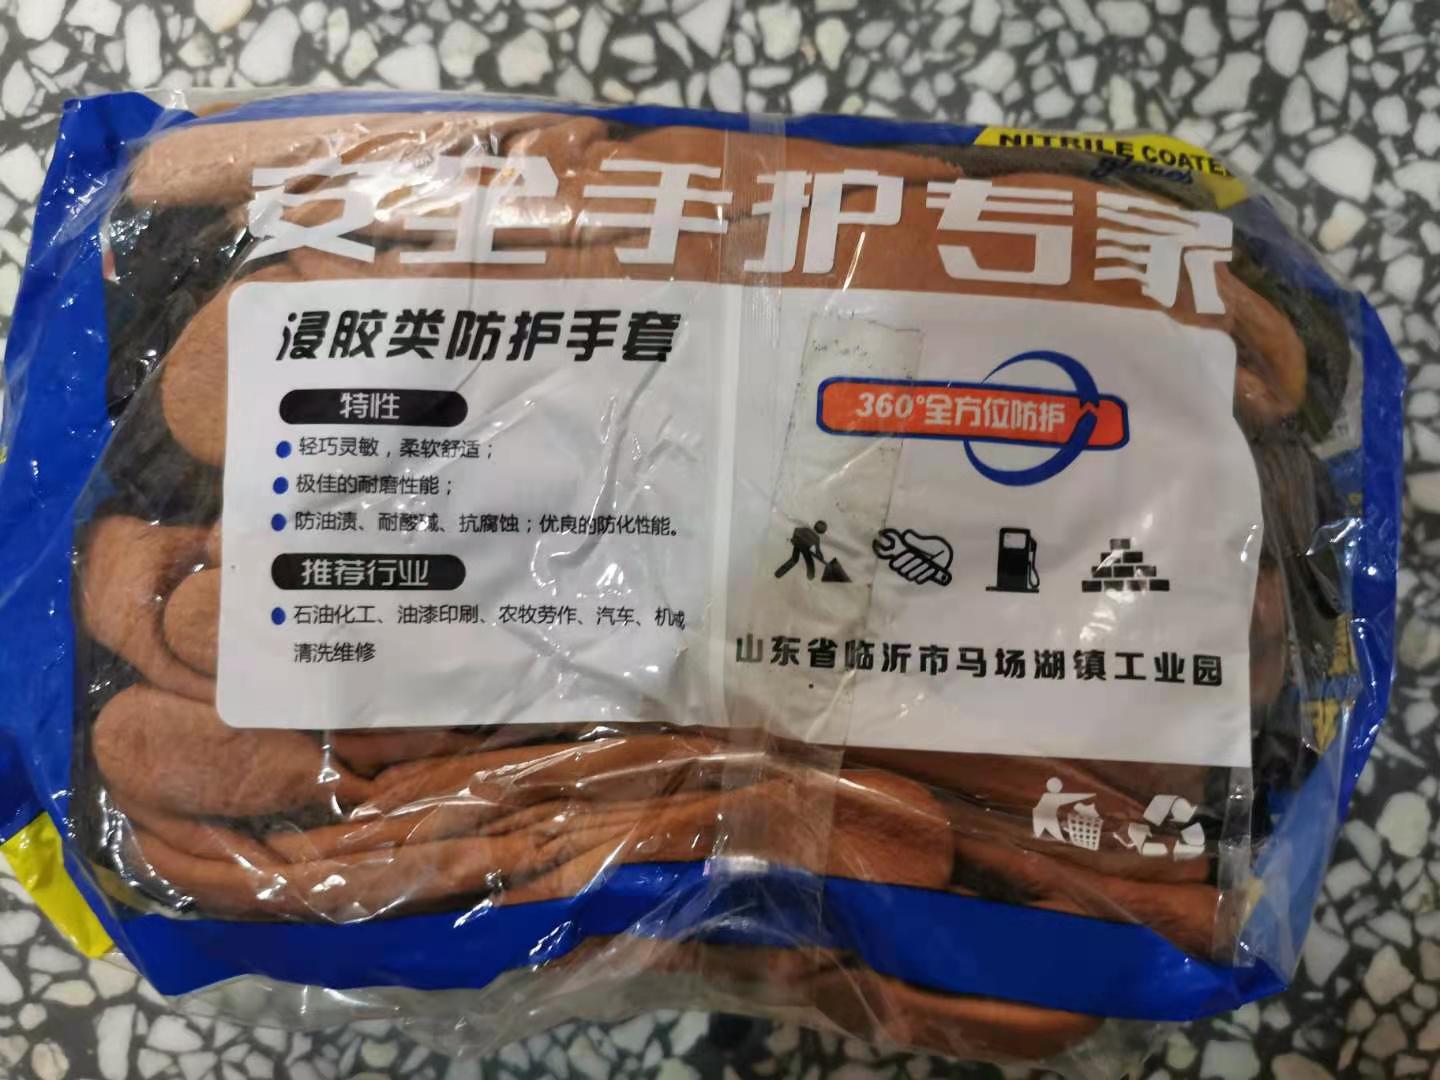 NITRILE COATE
gloves
安全手护专家
浸胶类防护手套
特性
轻巧灵敏，柔软舒适；
极佳的耐磨性能；
防油渍、耐酸碱、抗腐蚀；优良的防化性能。
推荐行业
石油化工、油漆印刷、农牧劳作、汽车、机械
清洗维修
360°全方位防护
山东省临沂市马场湖镇工业园